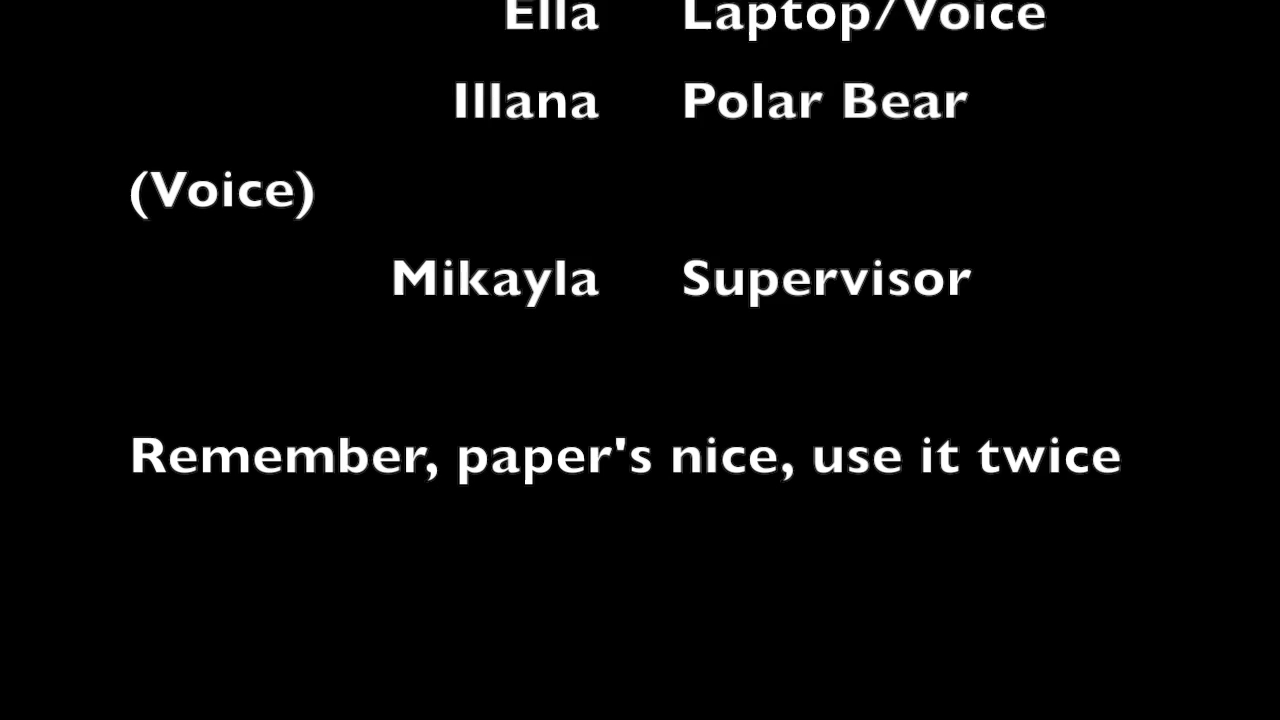 Ella Laptop/Voice
Illana Polar Bear
(Voice)
Mikayla Supervisor
Remember, paper's nice, use it twice